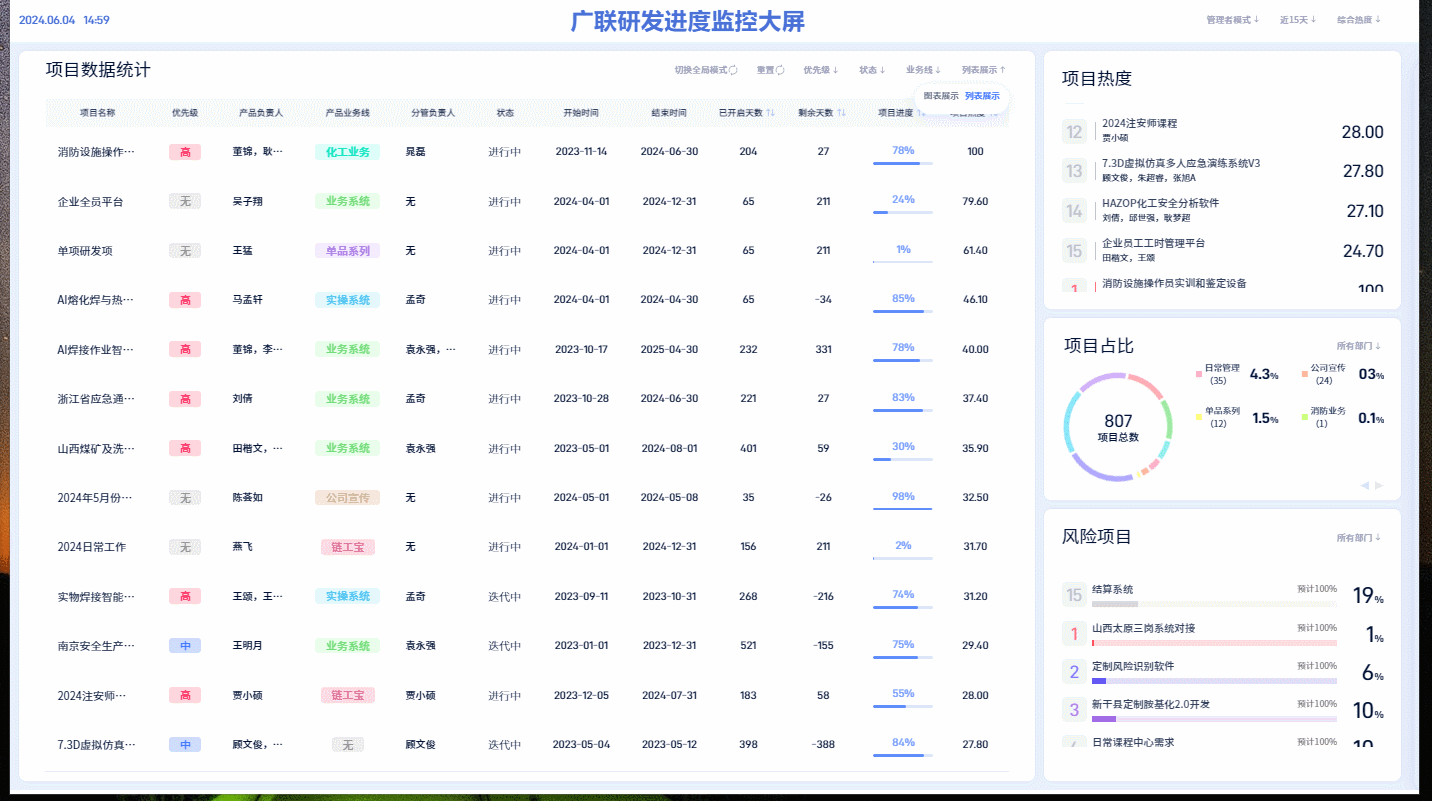 2024.06.04 14:59
广联研发进度监控大屏
管理者模式↓ 近15天↓ 综合热度↓
项目数据统计
切换全局模式 重置 优先级↓ 状态↓ 业务线↓ 列表展示↑
图表展示 列表展示
项目名称 优先级 产品负责人 产品业务线 分管负责人 状态 开始时间 结束时间 已开启天数↑↓ 剩余天数↑↓ 项目进度
消防设施操作… 高 董锦，耿… 化工业务 晁磊 进行中 2023-11-14 2024-06-30 204 27 78% 100
企业全员平台 无 吴子翔 业务系统 无 进行中 2024-04-01 2024-12-31 65 211 24% 79.60
单项研发项 无 王猛 单品系列 无 进行中 2024-04-01 2024-12-31 65 211 1% 61.40
AI熔化焊与热… 高 马孟轩 实操系统 孟奇 进行中 2024-04-01 2024-04-30 65 -34 85% 46.10
AI焊接作业智… 高 董锦，李… 业务系统 袁永强，… 进行中 2023-10-17 2025-04-30 232 331 78% 40.00
浙江省应急通… 高 刘倩 业务系统 孟奇 进行中 2023-10-28 2024-06-30 221 27 83% 37.40
山西煤矿及洗… 高 田楷文，… 业务系统 袁永强 进行中 2023-05-01 2024-08-01 401 59 30% 35.90
2024年5月份… 无 陈荟如 公司宣传 无 进行中 2024-05-01 2024-05-08 35 -26 98% 32.50
2024日常工作 无 燕飞 链工宝 无 进行中 2024-01-01 2024-12-31 156 211 2% 31.70
实物焊接智能… 高 王颂，王… 实操系统 孟奇 迭代中 2023-09-11 2023-10-31 268 -216 74% 31.20
南京安全生产… 中 王明月 业务系统 袁永强 迭代中 2023-01-01 2023-12-31 521 -155 75% 29.40
2024注安师… 高 贾小硕 链工宝 贾小硕 进行中 2023-12-05 2024-07-31 183 58 55% 28.00
7.3D虚拟仿真… 中 顾文俊，… 无 顾文俊 迭代中 2023-05-04 2023-05-12 398 -388 84% 27.80
项目热度
12 2024注安师课程 28.00
贾小硕
13 7.3D虚拟仿真多人应急演练系统V3 27.80
顾文俊，朱超睿，张旭A
14 HAZOP化工安全分析软件 27.10
刘倩，邱世强，耿梦超
15 企业员工工时管理平台 24.70
田楷文，王颂
1 消防设施操作员实训和鉴定设备 100
项目占比
所有部门↓
807
项目总数
日常管理 4.3% 公司宣传 03%
(35) (24)
单品系列 1.5% 消防业务 0.1%
(12) (1)
风险项目
所有部门↓
15 结算系统 预计100% 19%
1 山西太原三岗系统对接 预计100% 1%
2 定制风险识别软件 预计100% 6%
3 新干县定制胺基化2.0开发 预计100% 10%
4 日常课程中心需求 预计100% 10